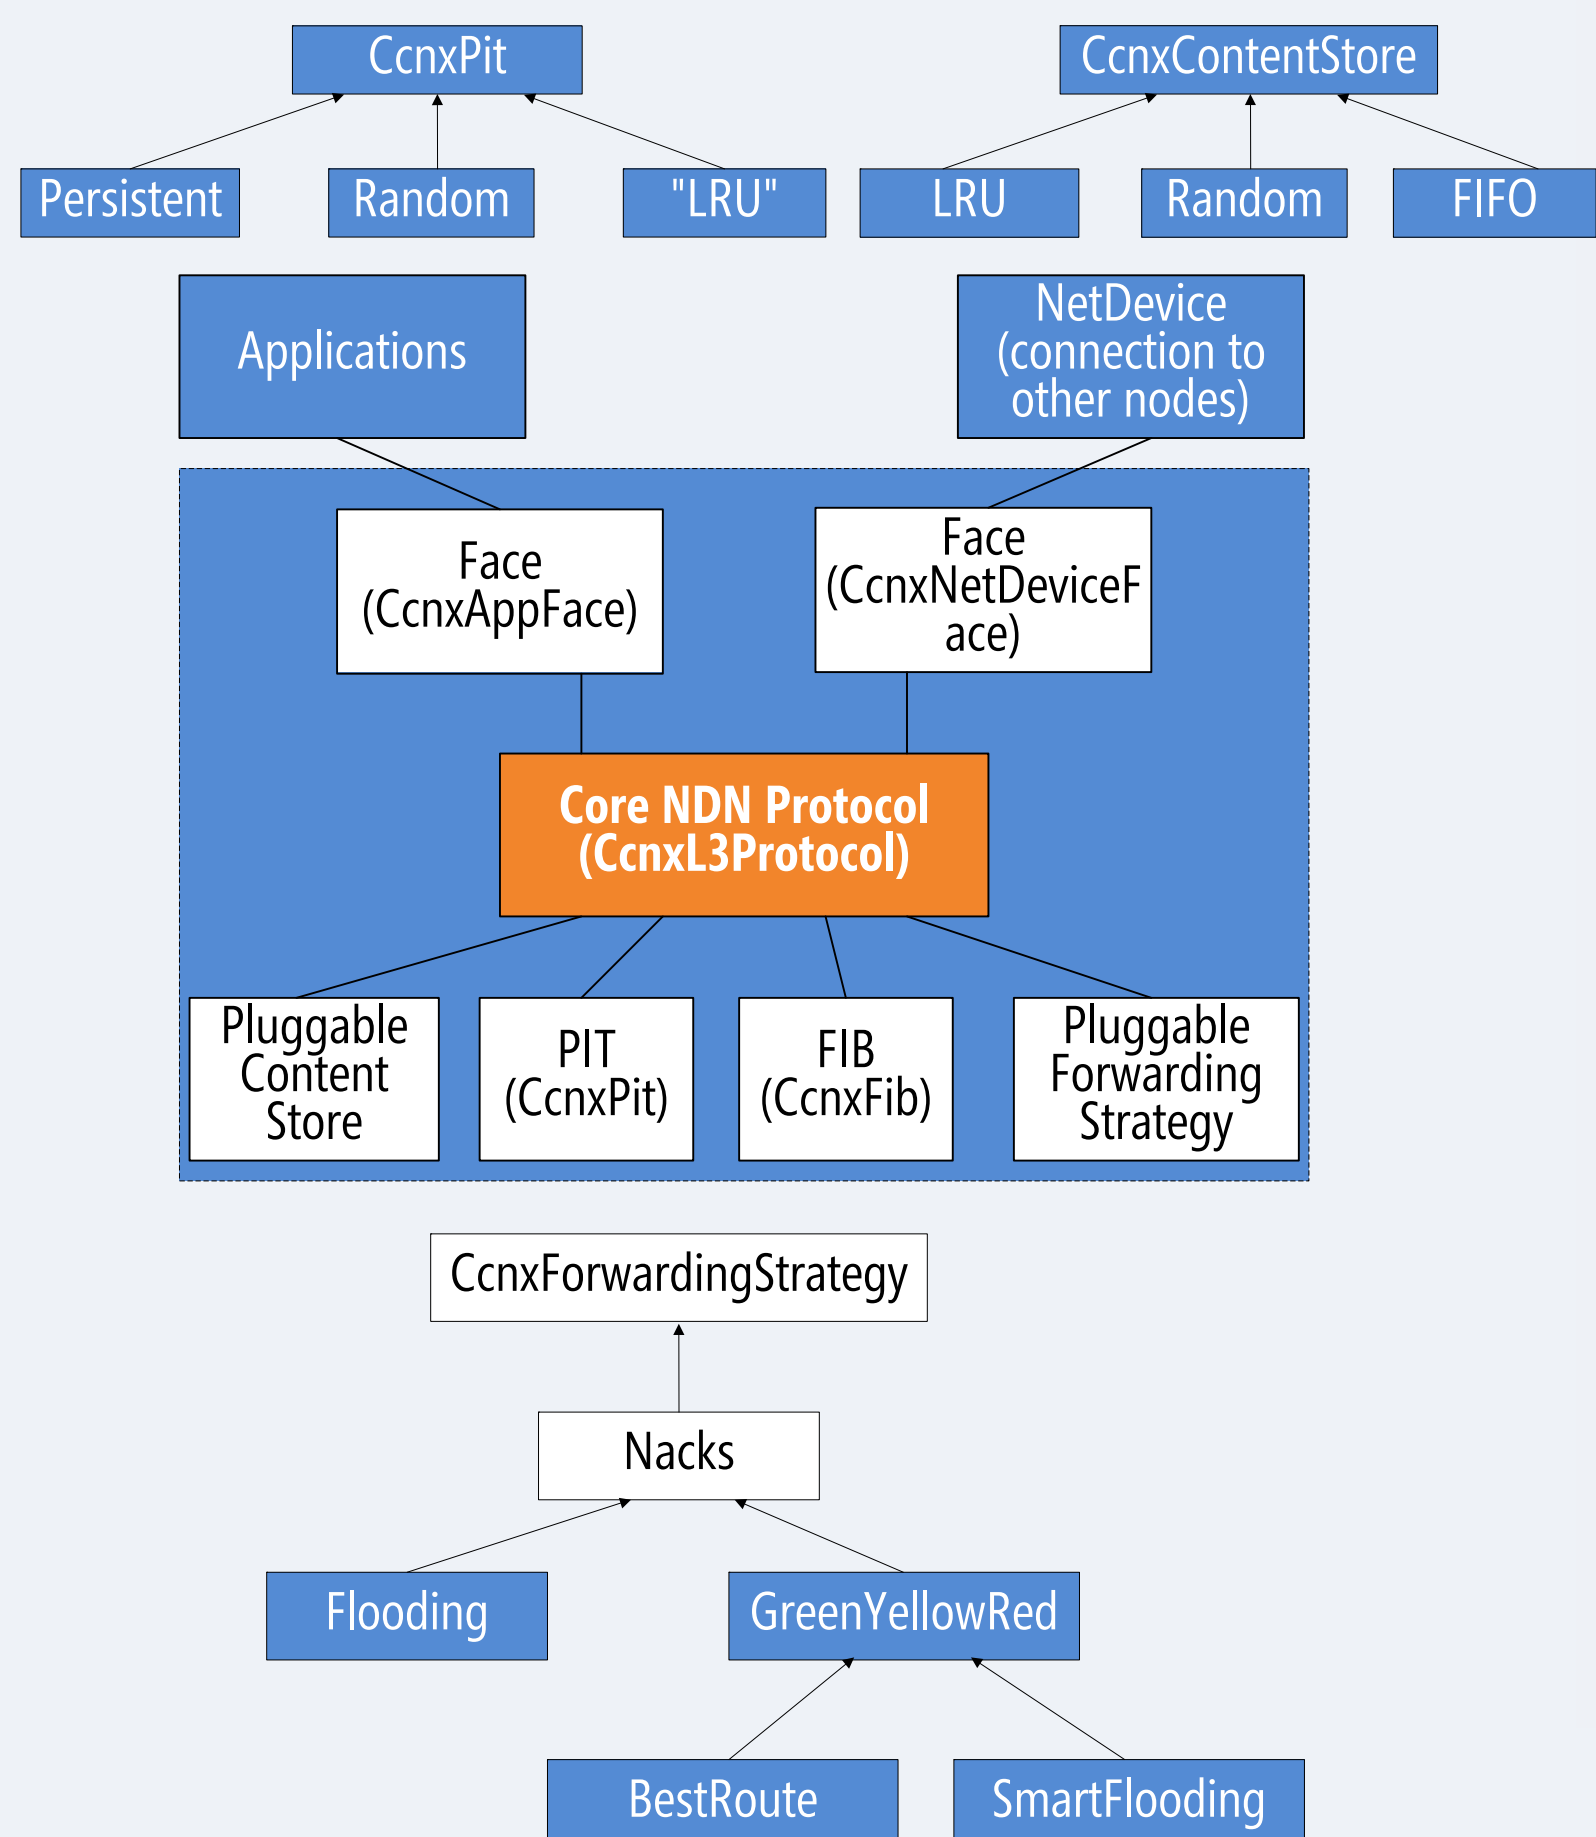 CcnxPit
CcnxContentStore
Persistent
Random
"LRU"
LRU
Random
FIFO
Applications
NetDevice
(connection to
other nodes)
Face
(CcnxAppFace)
Face
(CcnxNetDeviceF
ace)
Core NDN Protocol
(CcnxL3Protocol)
Pluggable
Content
Store
PIT
(CcnxPit)
FIB
(CcnxFib)
Pluggable
Forwarding
Strategy
CcnxForwardingStrategy
Nacks
Flooding
GreenYellowRed
BestRoute
SmartFlooding